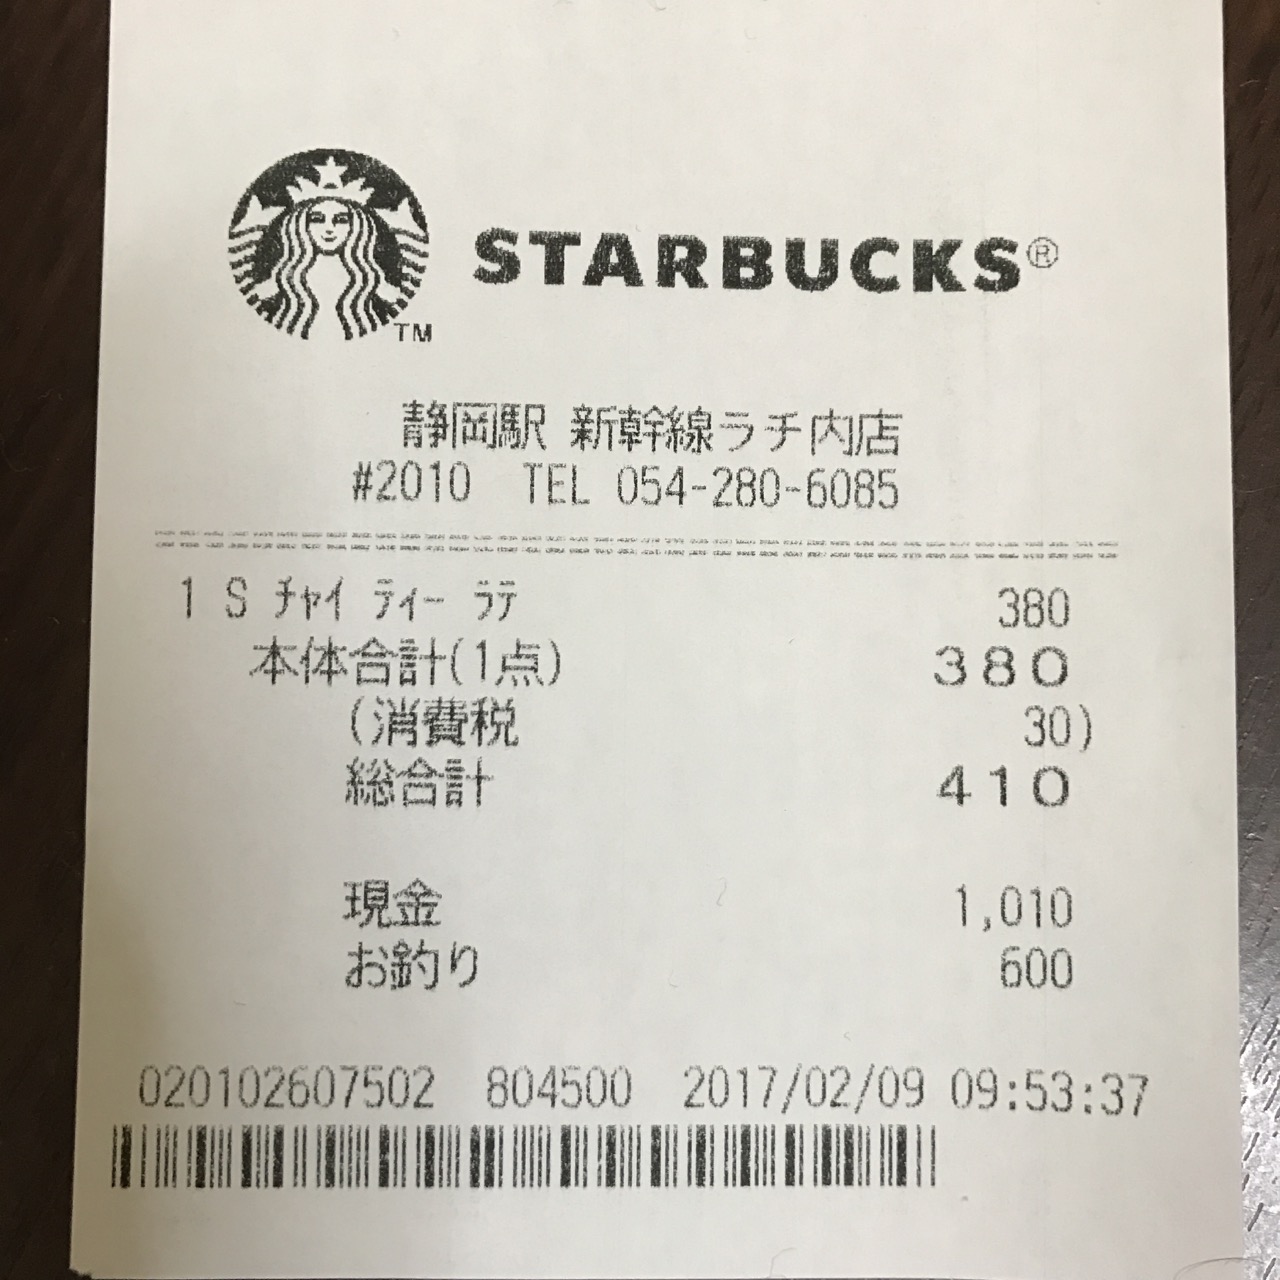 TM
STARBUCKS®
静岡駅 新幹線ラチ内店
#2010 TEL 054-280-6085
1 S ﾁｬｲ ﾃｨｰ ﾗﾃ 380
本体合計(1点) 380
(消費税 30)
総合計 410
現金 1,010
お釣り 600
020102607502 804500 2017/02/09 09:53:37